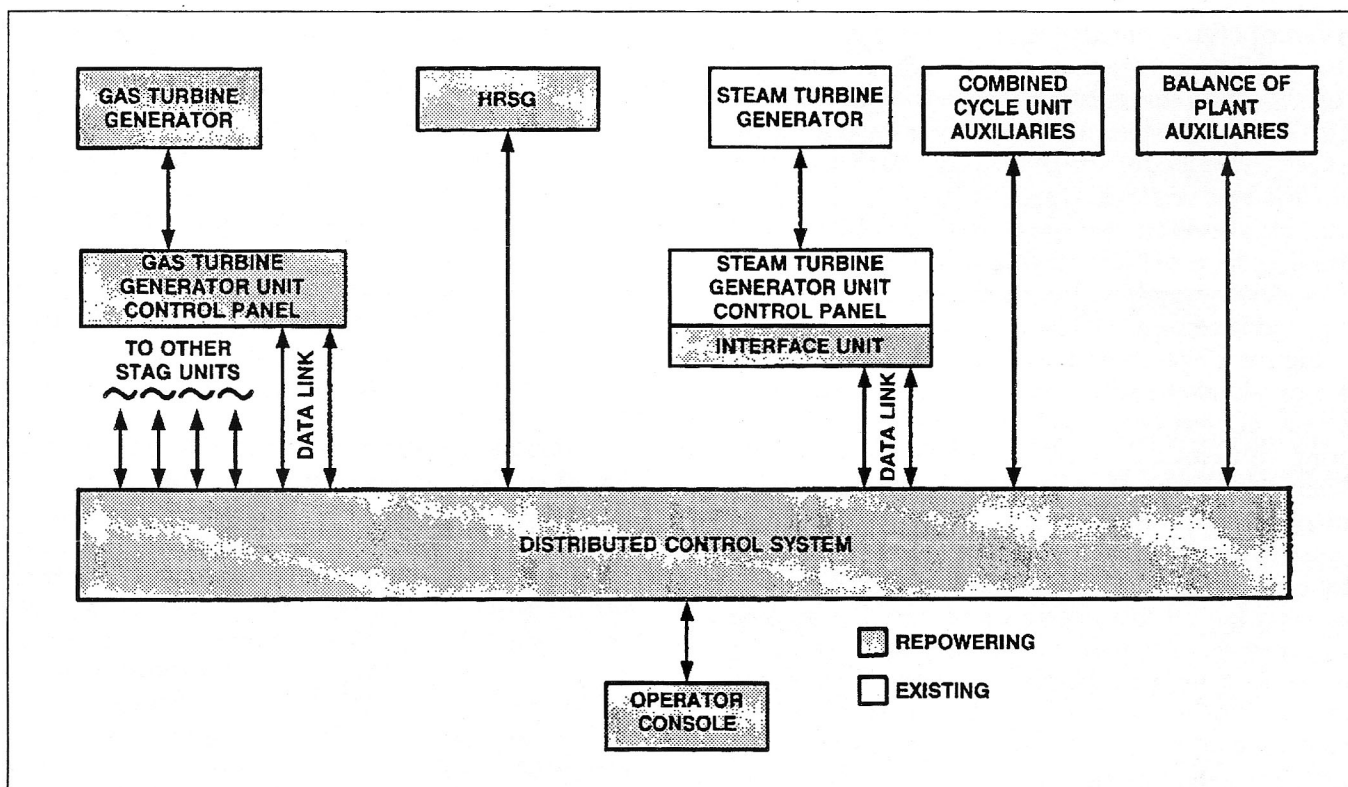 GAS TURBINE
GENERATOR
HRSG
STEAM TURBINE
GENERATOR
COMBINED
CYCLE UNIT
AUXILIARIES
BALANCE OF
PLANT
AUXILIARIES
GAS TURBINE
GENERATOR UNIT
CONTROL PANEL
STEAM TURBINE
GENERATOR UNIT
CONTROL PANEL
INTERFACE UNIT
TO OTHER
STAG UNITS
DATA LINK
DATA LINK
DISTRIBUTED CONTROL SYSTEM
REPOWERING
EXISTING
OPERATOR
CONSOLE